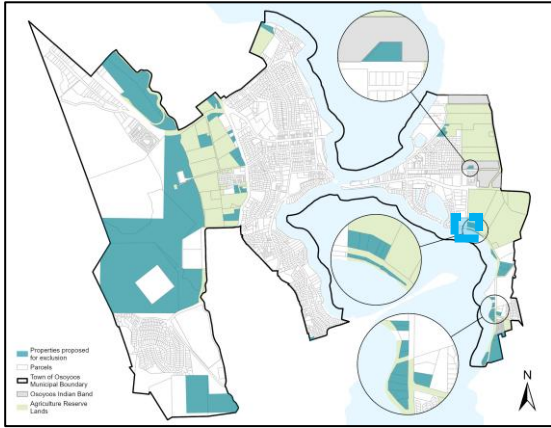 N
Properties proposed
for exclusion
Parcels
Town of Osoyoos
Municipal Boundary
Osoyoos Indian Band
Agriculture Reserve
Lands